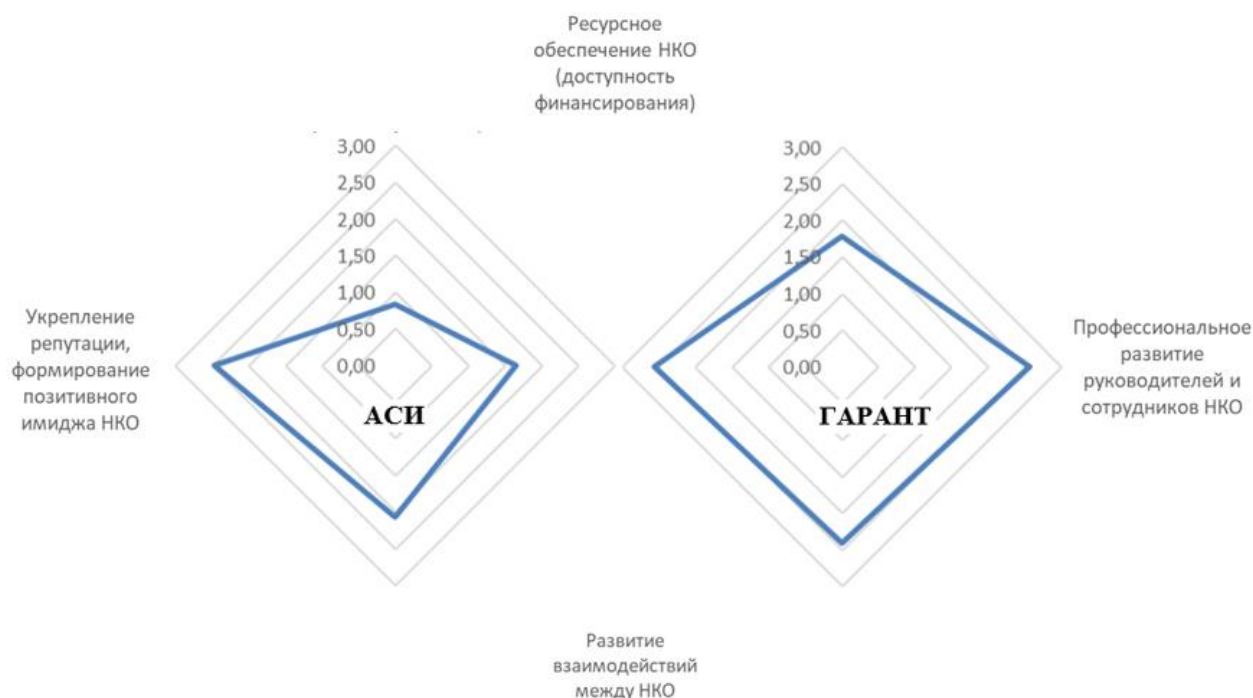 Ресурсное
обеспечение НКО
(доступность
финансирования)
3,00
2,50
2,00
1,50
1,00
0,50
0,00
АСИ
3,00
2,50
2,00
1,50
1,00
0,50
0,00
ГАРАНТ
Укрепление
репутации,
формирование
позитивного
имиджа НКО
Профессиональное
развитие
руководителей и
сотрудников НКО
Развитие
взаимодействий
между НКО